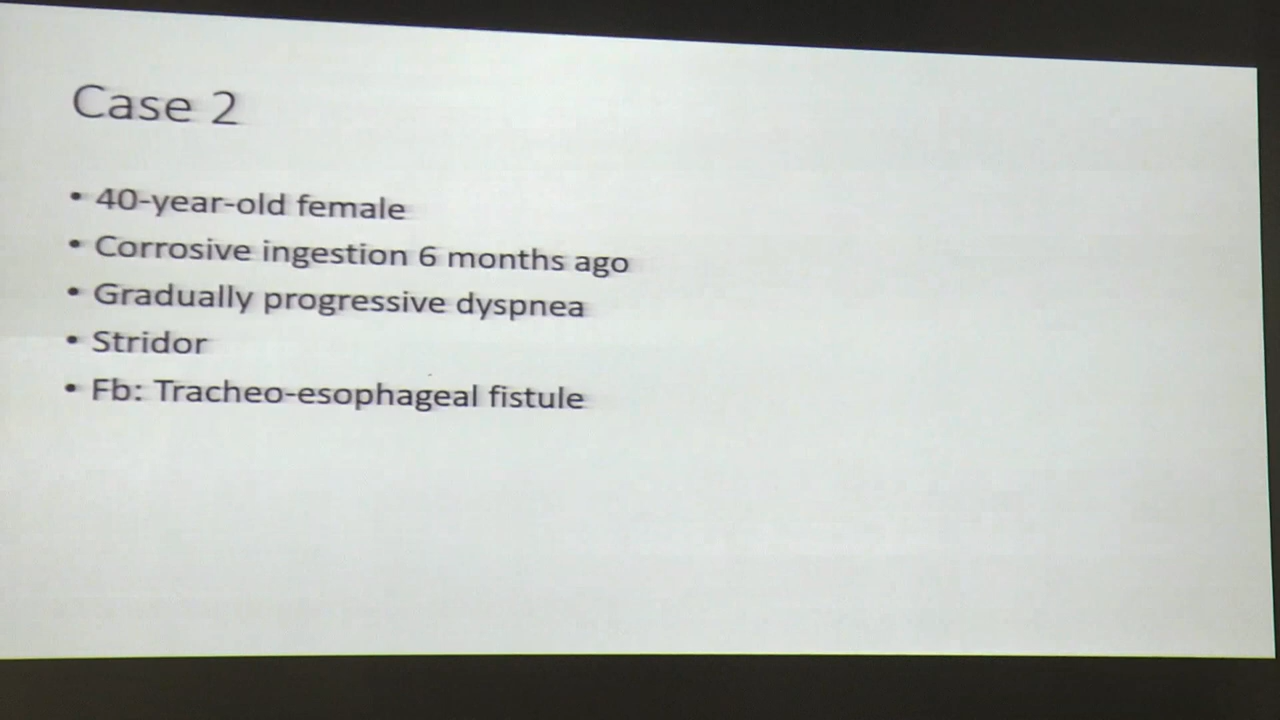 Case 2
• 40-year-old female
• Corrosive ingestion 6 months ago
• Gradually progressive dyspnea
• Stridor
• Fb: Tracheo-esophageal fistule